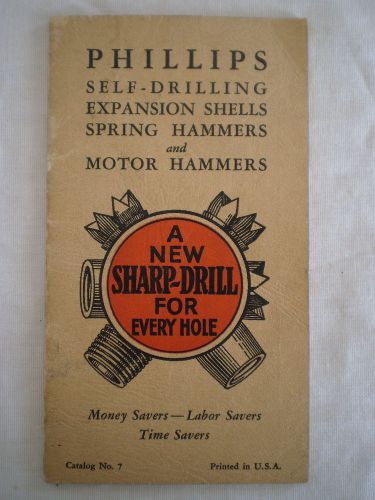 PHILLIPS
SELF-DRILLING
EXPANSION SHELLS
SPRING HAMMERS
and
MOTOR HAMMERS
A
NEW
SHARP-DRILL
FOR
EVERY HOLE
Money Savers—Labor Savers
Time Savers
Catalog No. 7 Printed in U.S.A.